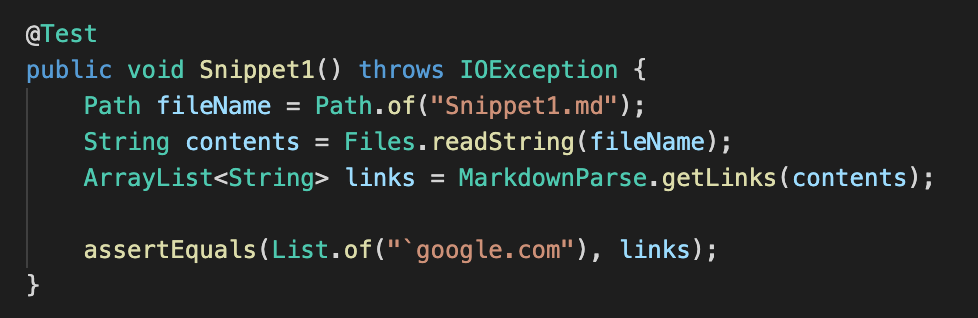 @Test
public void Snippet1() throws IOException {
    Path fileName = Path.of("Snippet1.md");
    String contents = Files.readString(fileName);
    ArrayList<String> links = MarkdownParse.getLinks(contents);

    assertEquals(List.of("`google.com"), links);
}